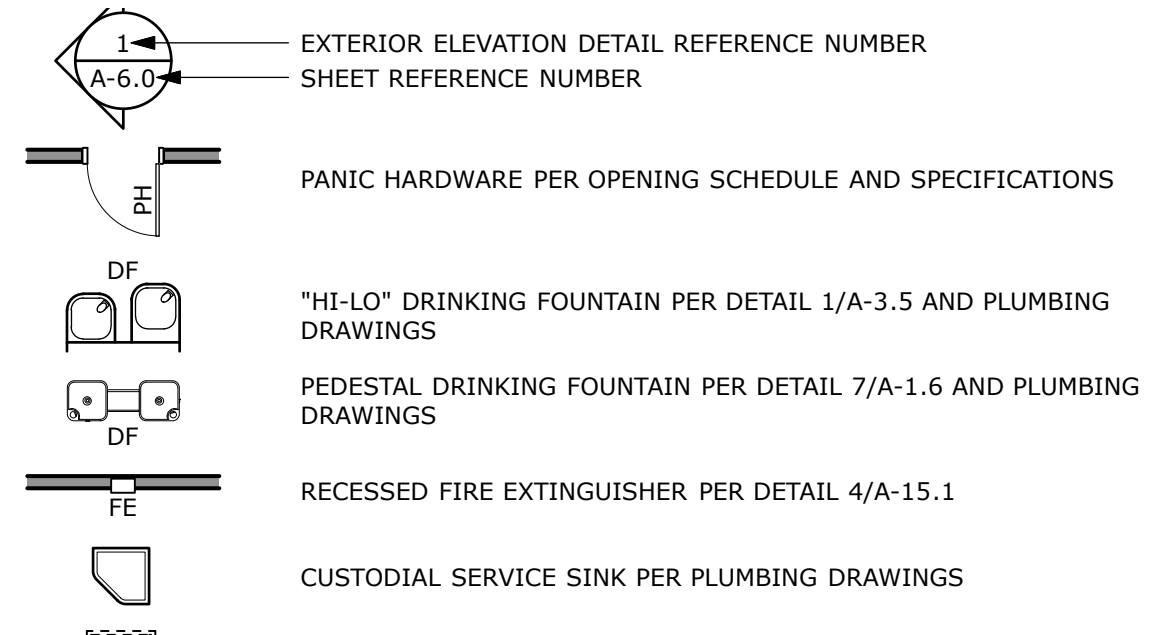 1
EXTERIOR ELEVATION DETAIL REFERENCE NUMBER
A-6.0
SHEET REFERENCE NUMBER
PH
PANIC HARDWARE PER OPENING SCHEDULE AND SPECIFICATIONS
DF
"HI-LO" DRINKING FOUNTAIN PER DETAIL 1/A-3.5 AND PLUMBING
DRAWINGS
PEDESTAL DRINKING FOUNTAIN PER DETAIL 7/A-1.6 AND PLUMBING
DRAWINGS
DF
RECESSED FIRE EXTINGUISHER PER DETAIL 4/A-15.1
FE
CUSTODIAL SERVICE SINK PER PLUMBING DRAWINGS